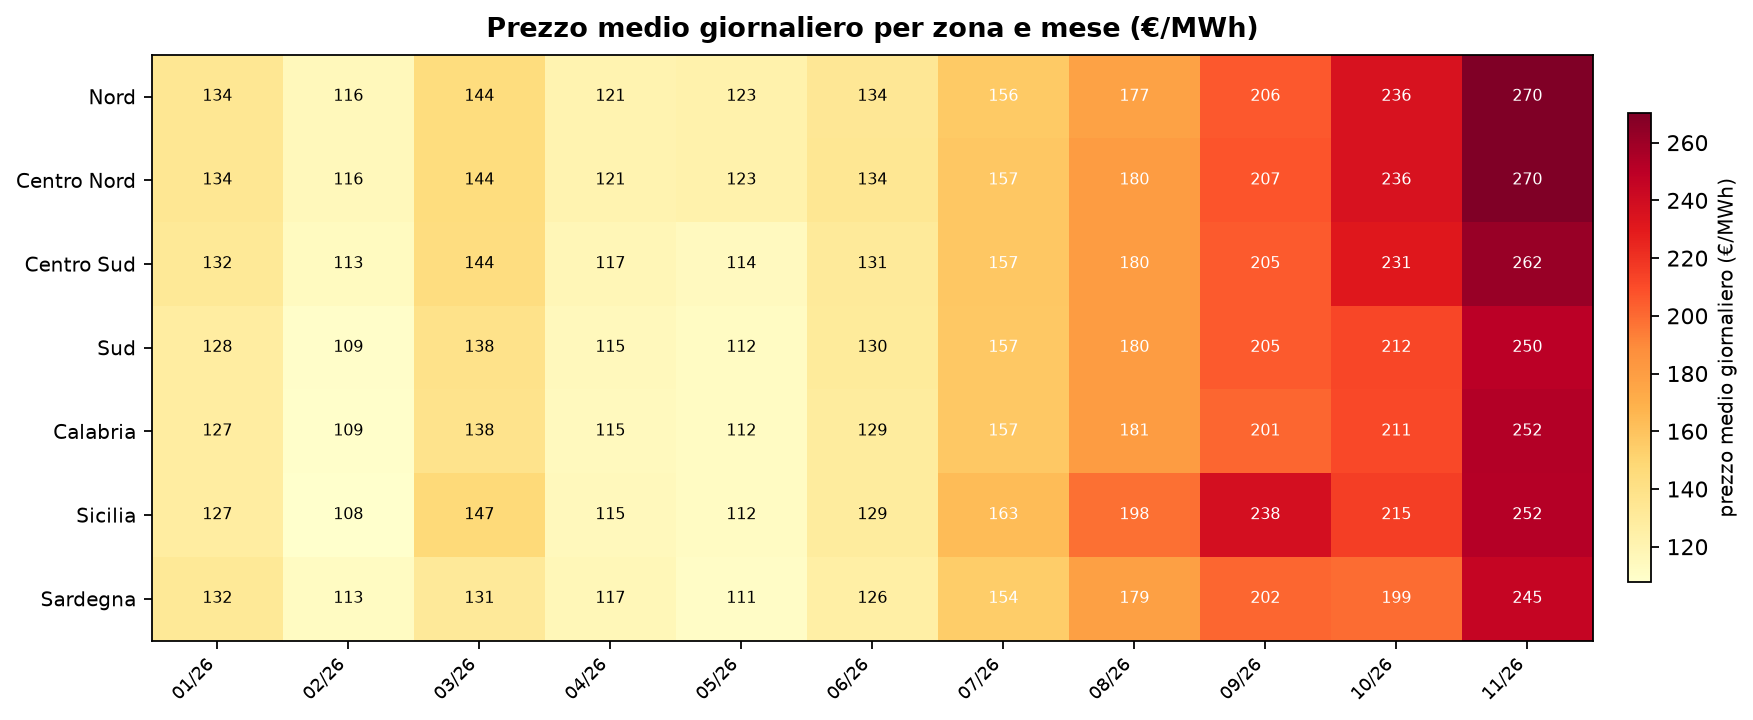 Prezzo medio giornaliero per zona e mese (€/MWh)
Nord 134 116 144 121 123 134 156 177 206 236 270
Centro Nord 134 116 144 121 123 134 157 180 207 236 270
Centro Sud 132 113 144 117 114 131 157 180 205 231 262
Sud 128 109 138 115 112 130 157 180 205 212 250
Calabria 127 109 138 115 112 129 157 181 201 211 252
Sicilia 127 108 147 115 112 129 163 198 238 215 252
Sardegna 132 113 131 117 111 126 154 179 202 199 245
01/26 02/26 03/26 04/26 05/26 06/26 07/26 08/26 09/26 10/26 11/26
260
240
220
200
180
160
140
120
prezzo medio giornaliero (€/MWh)